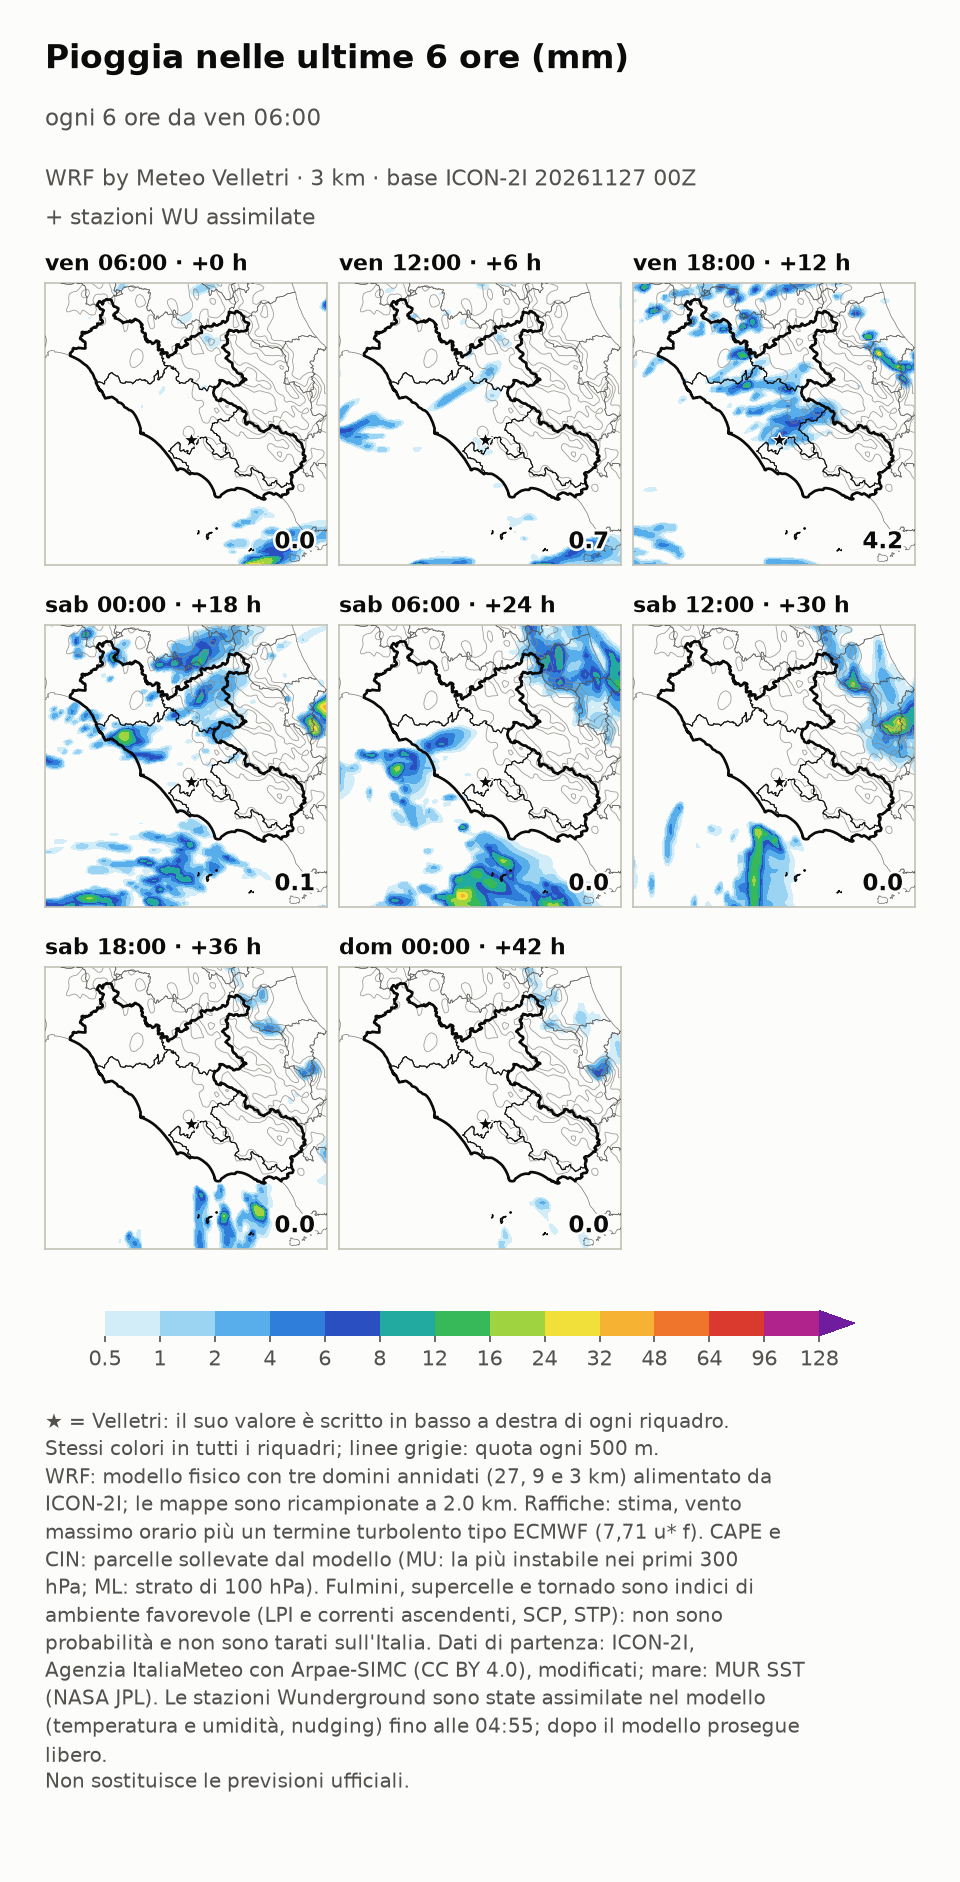 Pioggia nelle ultime 6 ore (mm)
ogni 6 ore da ven 06:00
WRF by Meteo Velletri · 3 km · base ICON-2I 20261127 00Z
+ stazioni WU assimilate
ven 06:00 · +0 h
ven 12:00 · +6 h
ven 18:00 · +12 h
0.0
0.7
4.2
sab 00:00 · +18 h
sab 06:00 · +24 h
sab 12:00 · +30 h
0.1
0.0
0.0
sab 18:00 · +36 h
dom 00:00 · +42 h
0.0
0.0
0.5 1 2 4 6 8 12 16 24 32 48 64 96 128
★ = Velletri: il suo valore è scritto in basso a destra di ogni riquadro.
Stessi colori in tutti i riquadri; linee grigie: quota ogni 500 m.
WRF: modello fisico con tre domini annidati (27, 9 e 3 km) alimentato da
ICON-2I; le mappe sono ricampionate a 2.0 km. Raffiche: stima, vento
massimo orario più un termine turbolento tipo ECMWF (7,71 u* f). CAPE e
CIN: parcelle sollevate dal modello (MU: la più instabile nei primi 300
hPa; ML: strato di 100 hPa). Fulmini, supercelle e tornado sono indici di
ambiente favorevole (LPI e correnti ascendenti, SCP, STP): non sono
probabilità e non sono tarati sull'Italia. Dati di partenza: ICON-2I,
Agenzia ItaliaMeteo con Arpae-SIMC (CC BY 4.0), modificati; mare: MUR SST
(NASA JPL). Le stazioni Wunderground sono state assimilate nel modello
(temperatura e umidità, nudging) fino alle 04:55; dopo il modello prosegue
libero.
Non sostituisce le previsioni ufficiali.